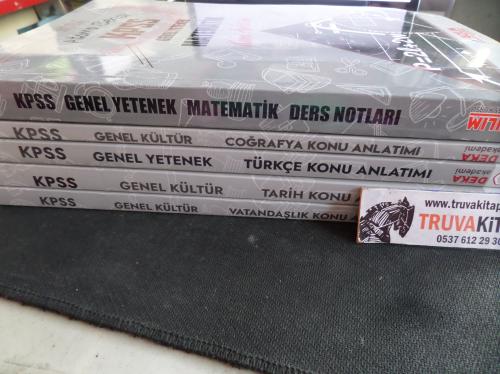 KPSS
KPSS GENEL YETENEK MATEMATİK DERS NOTLARI
KPSS GENEL KÜLTÜR COĞRAFYA KONU ANLATIMI DEKA akademi
KPSS GENEL YETENEK TÜRKÇE KONU ANLATIMI DEKA akademi
KPSS GENEL KÜLTÜR TARİH KONU
KPSS GENEL KÜLTÜR VATANDAŞLIK KONU
www.truvakitap
TRUVAKİT
0537 612 29 30